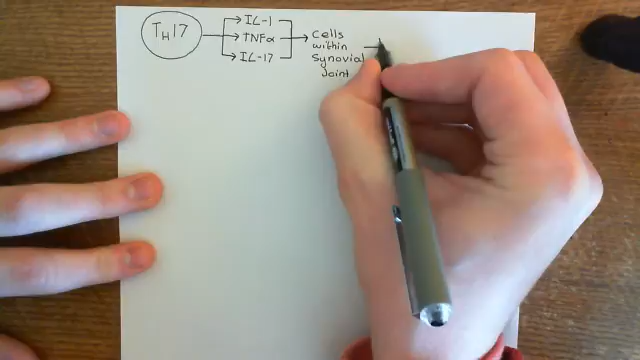 TH17
IL-1
TNFα
IL-17
Cells
within
Synovial
Joint